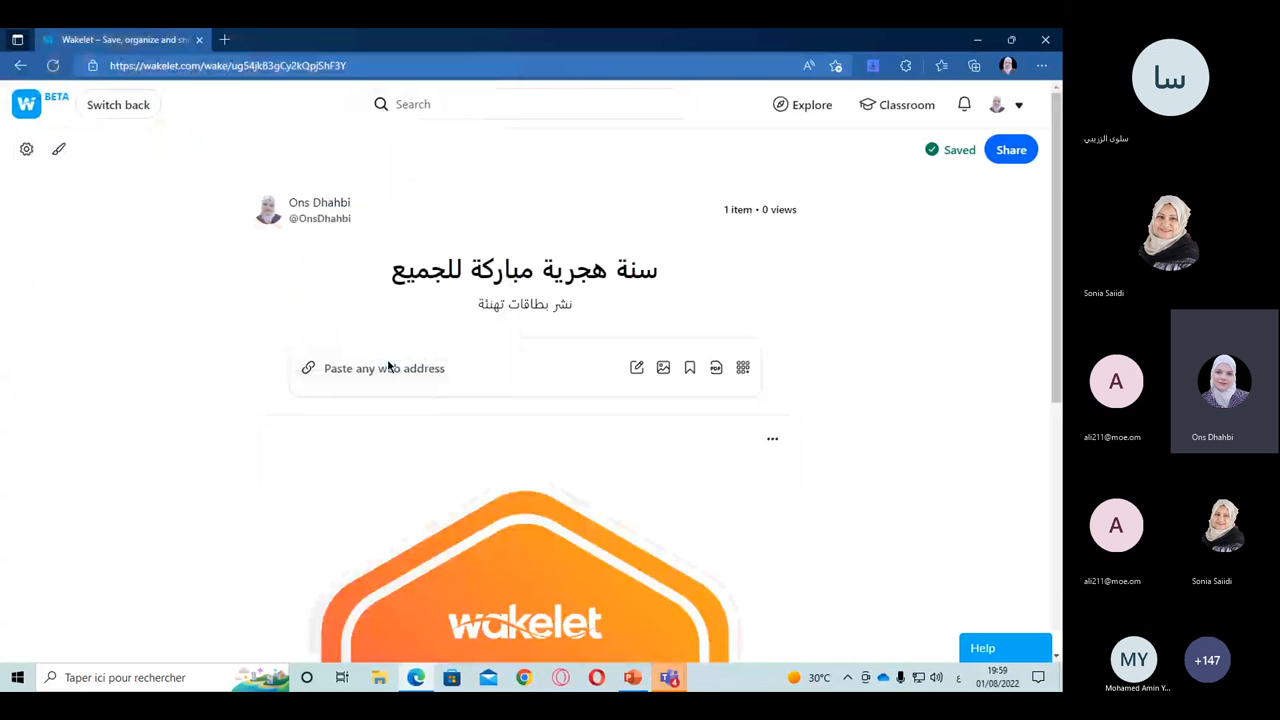 Wakelet – Save, organize and sh
https://wakelet.com/wake/ug54jkB3gCy2kQpjShF3Y
BETA
Switch back
Search
Explore
Classroom
Saved
Share
Ons Dhahbi
@OnsDhahbi
1 item • 0 views
سنة هجرية مباركة للجميع
نشر بطاقات تهنئة
Paste any web address
wakelet
Help
Taper ici pour rechercher
30°C
ع
19:59
01/08/2022
سا
سلوى الزريبي
Sonia Saiidi
A
ali211@moe.om
Ons Dhahbi
A
ali211@moe.om
Sonia Saiidi
MY
Mohamed Amin Y...
+147